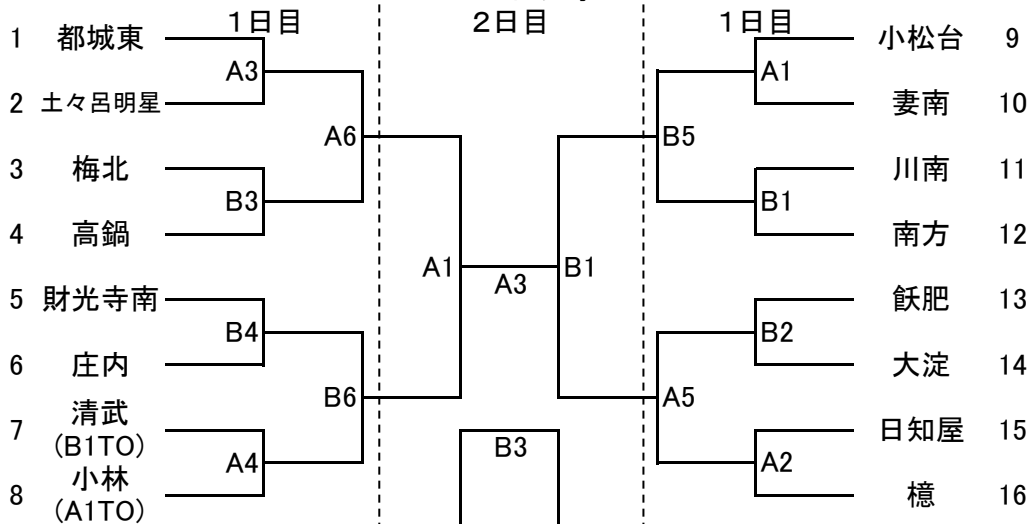 1日目 2日目 1日目
1 都城東 小松台 9
A3 A1
2 土々呂明星 妻南 10
A6 B5
3 梅北 川南 11
B3 B1
4 高鍋 南方 12
A1 A3 B1
5 財光寺南 飫肥 13
B4 B2
6 庄内 大淀 14
B6 A5
7 清武 日知屋 15
(B1TO)
B3
A4 A2
8 小林 檍 16
(A1TO)